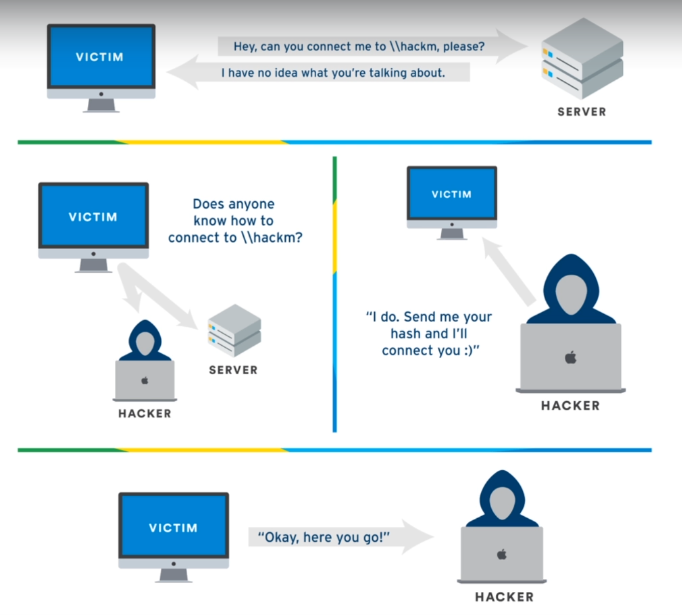 VICTIM
Hey, can you connect me to \\hackm, please?
I have no idea what you're talking about.
SERVER
VICTIM
Does anyone
know how to
connect to \\hackm?
HACKER
SERVER
VICTIM
“I do. Send me your
hash and I'll
connect you :)”
HACKER
VICTIM
“Okay, here you go!”
HACKER